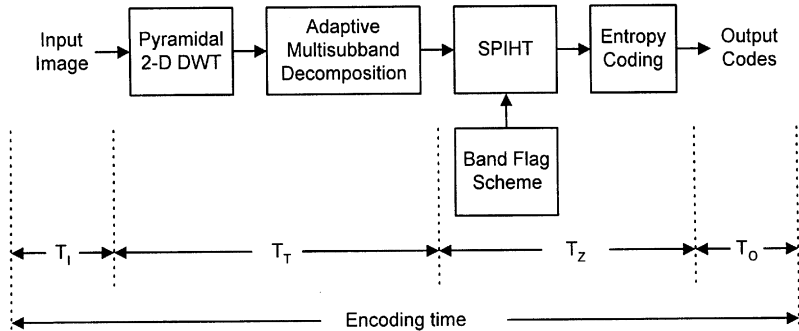 Input
Image
Pyramidal
2-D DWT
Adaptive
Multisubband
Decomposition
SPIHT
Entropy
Coding
Output
Codes
Band Flag
Scheme
T_I
T_T
T_Z
T_O
Encoding time